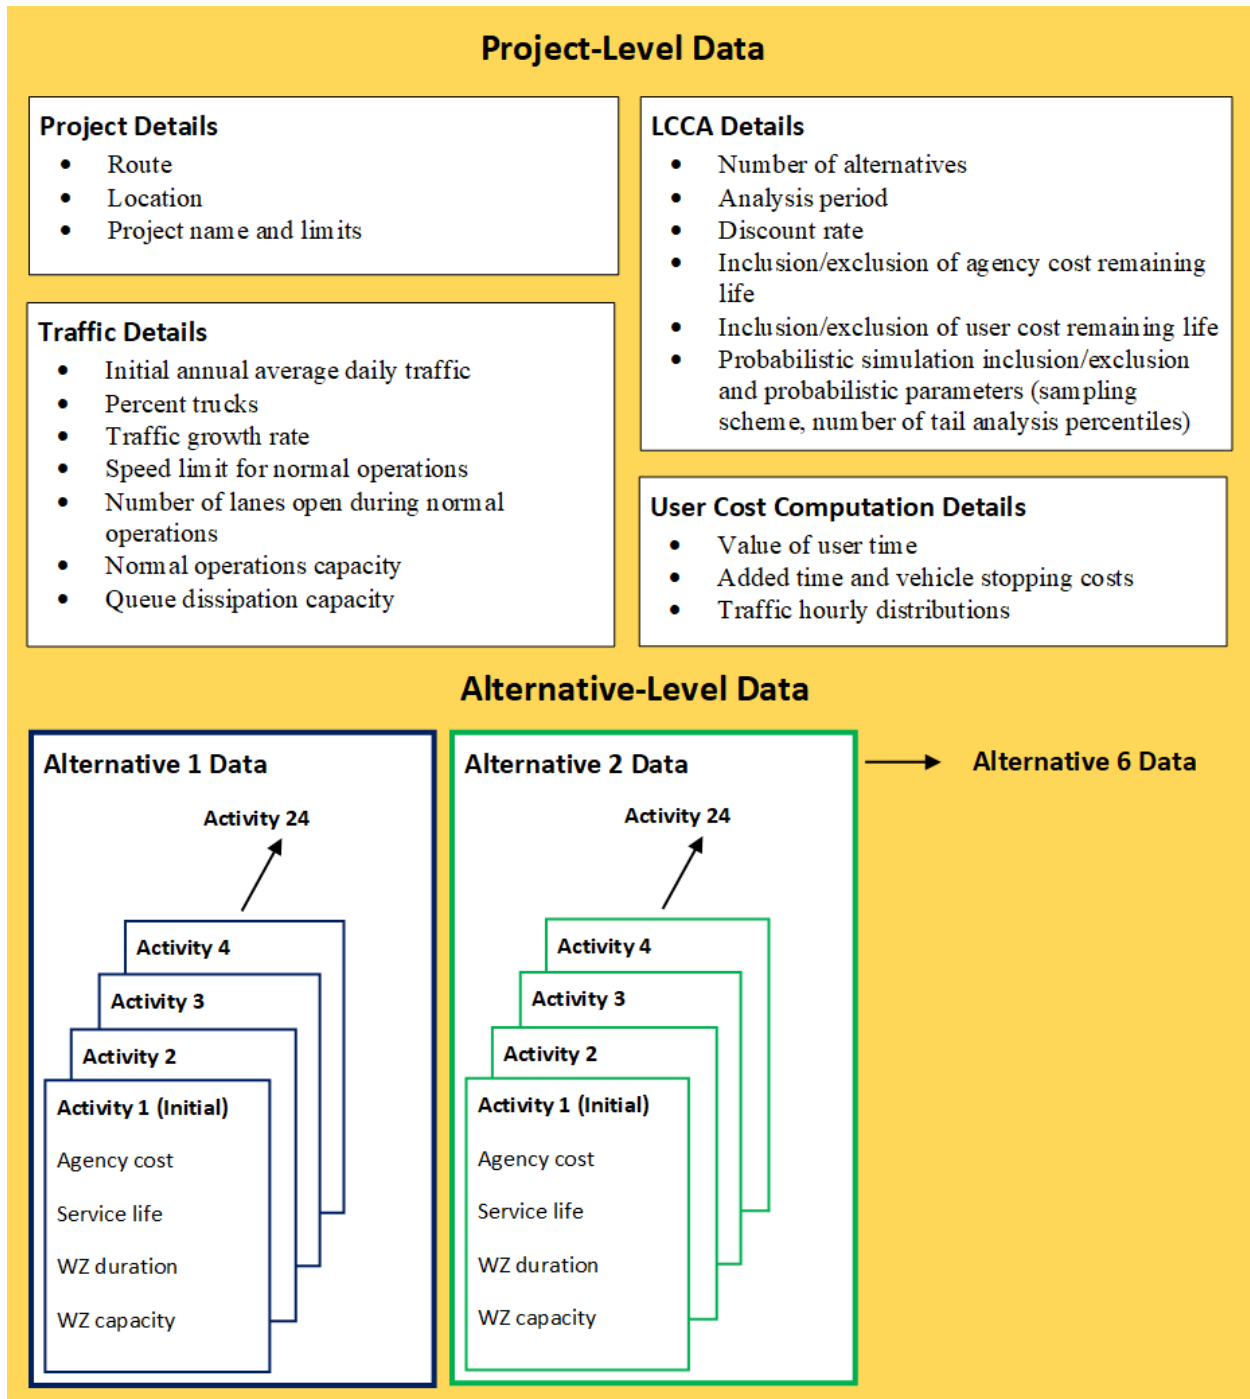 Project-Level Data
Project Details
• Route
• Location
• Project name and limits
Traffic Details
• Initial annual average daily traffic
• Percent trucks
• Traffic growth rate
• Speed limit for normal operations
• Number of lanes open during normal
operations
• Normal operations capacity
• Queue dissipation capacity
LCCA Details
• Number of alternatives
• Analysis period
• Discount rate
• Inclusion/exclusion of agency cost remaining
life
• Inclusion/exclusion of user cost remaining life
• Probabilistic simulation inclusion/exclusion
and probabilistic parameters (sampling
scheme, number of tail analysis percentiles)
User Cost Computation Details
• Value of user time
• Added time and vehicle stopping costs
• Traffic hourly distributions
Alternative-Level Data
Alternative 1 Data
Activity 24
Activity 4
Activity 3
Activity 2
Activity 1 (Initial)
Agency cost
Service life
WZ duration
WZ capacity
Alternative 2 Data
Activity 24
Activity 4
Activity 3
Activity 2
Activity 1 (Initial)
Agency cost
Service life
WZ duration
WZ capacity
Alternative 6 Data